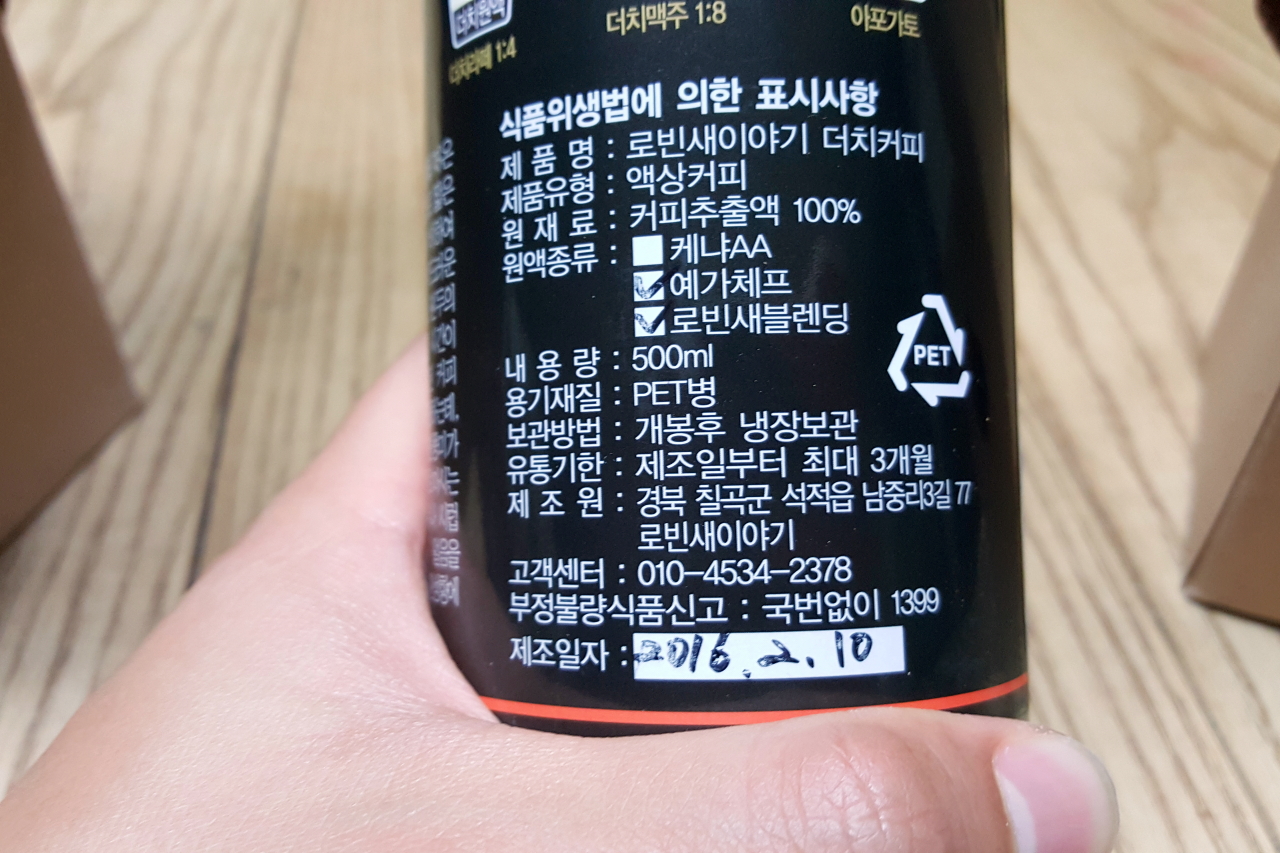 더치원액
더치라떼 1:4
더치맥주 1:8
아포가토
식품위생법에 의한 표시사항
제 품 명 : 로빈새이야기 더치커피
제품유형 : 액상커피
원 재 료 : 커피추출액 100%
원액종류 : 케냐AA
예가체프
로빈새블렌딩
내 용 량 : 500ml
용기재질 : PET병
보관방법 : 개봉후 냉장보관
유통기한 : 제조일부터 최대 3개월
제 조 원 : 경북 칠곡군 석적읍 남중리3길 77
로빈새이야기
고객센터 : 010-4534-2378
부정불량식품신고 : 국번없이 1399
제조일자 : 2016.2.10
PET